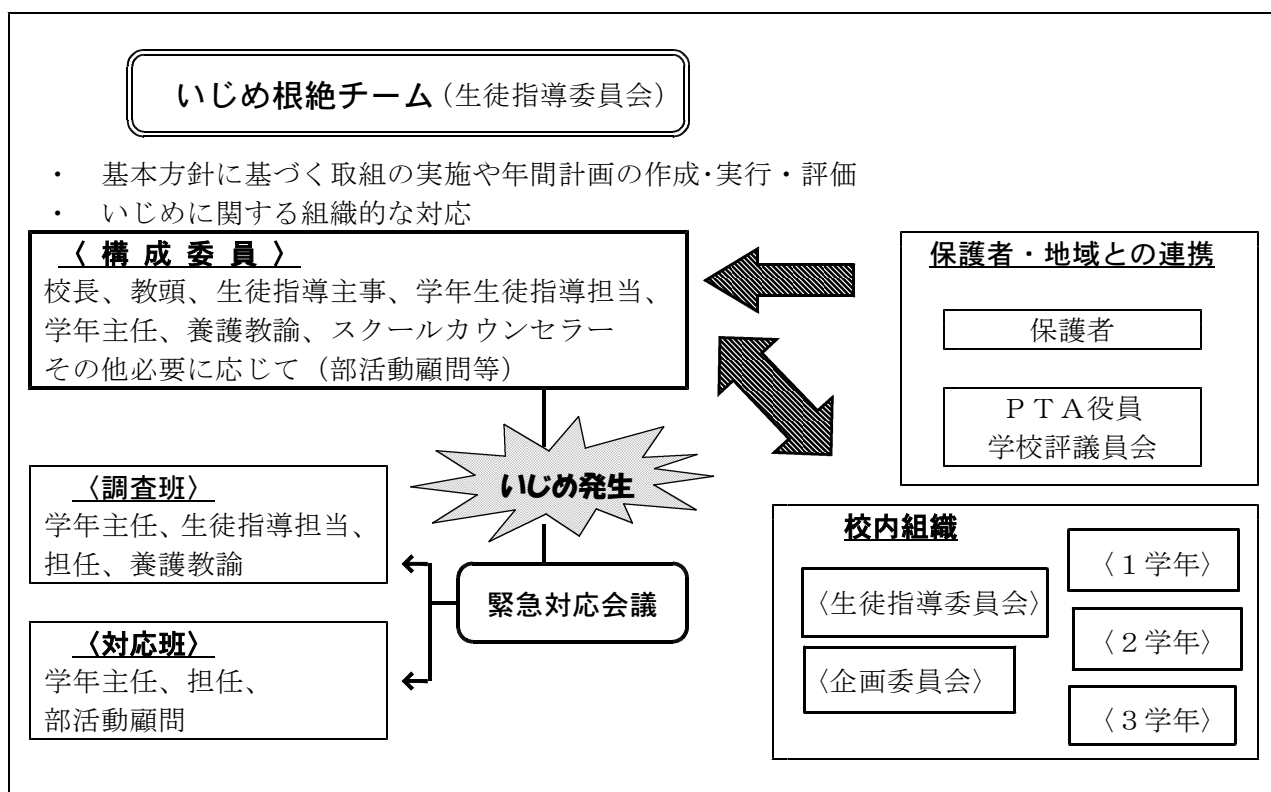 いじめ根絶チーム(生徒指導委員会)
・ 基本方針に基づく取組の実施や年間計画の作成・実行・評価
・ いじめに関する組織的な対応
〈 構 成 委 員 〉
校長、教頭、生徒指導主事、学年生徒指導担当、
学年主任、養護教諭、スクールカウンセラー
その他必要に応じて（部活動顧問等）
保護者・地域との連携
保護者
ＰＴＡ役員
学校評議員会
いじめ発生
〈調査班〉
学年主任、生徒指導担当、
担任、養護教諭
緊急対応会議
〈対応班〉
学年主任、担任、
部活動顧問
校内組織
〈生徒指導委員会〉
〈企画委員会〉
〈１学年〉
〈２学年〉
〈３学年〉